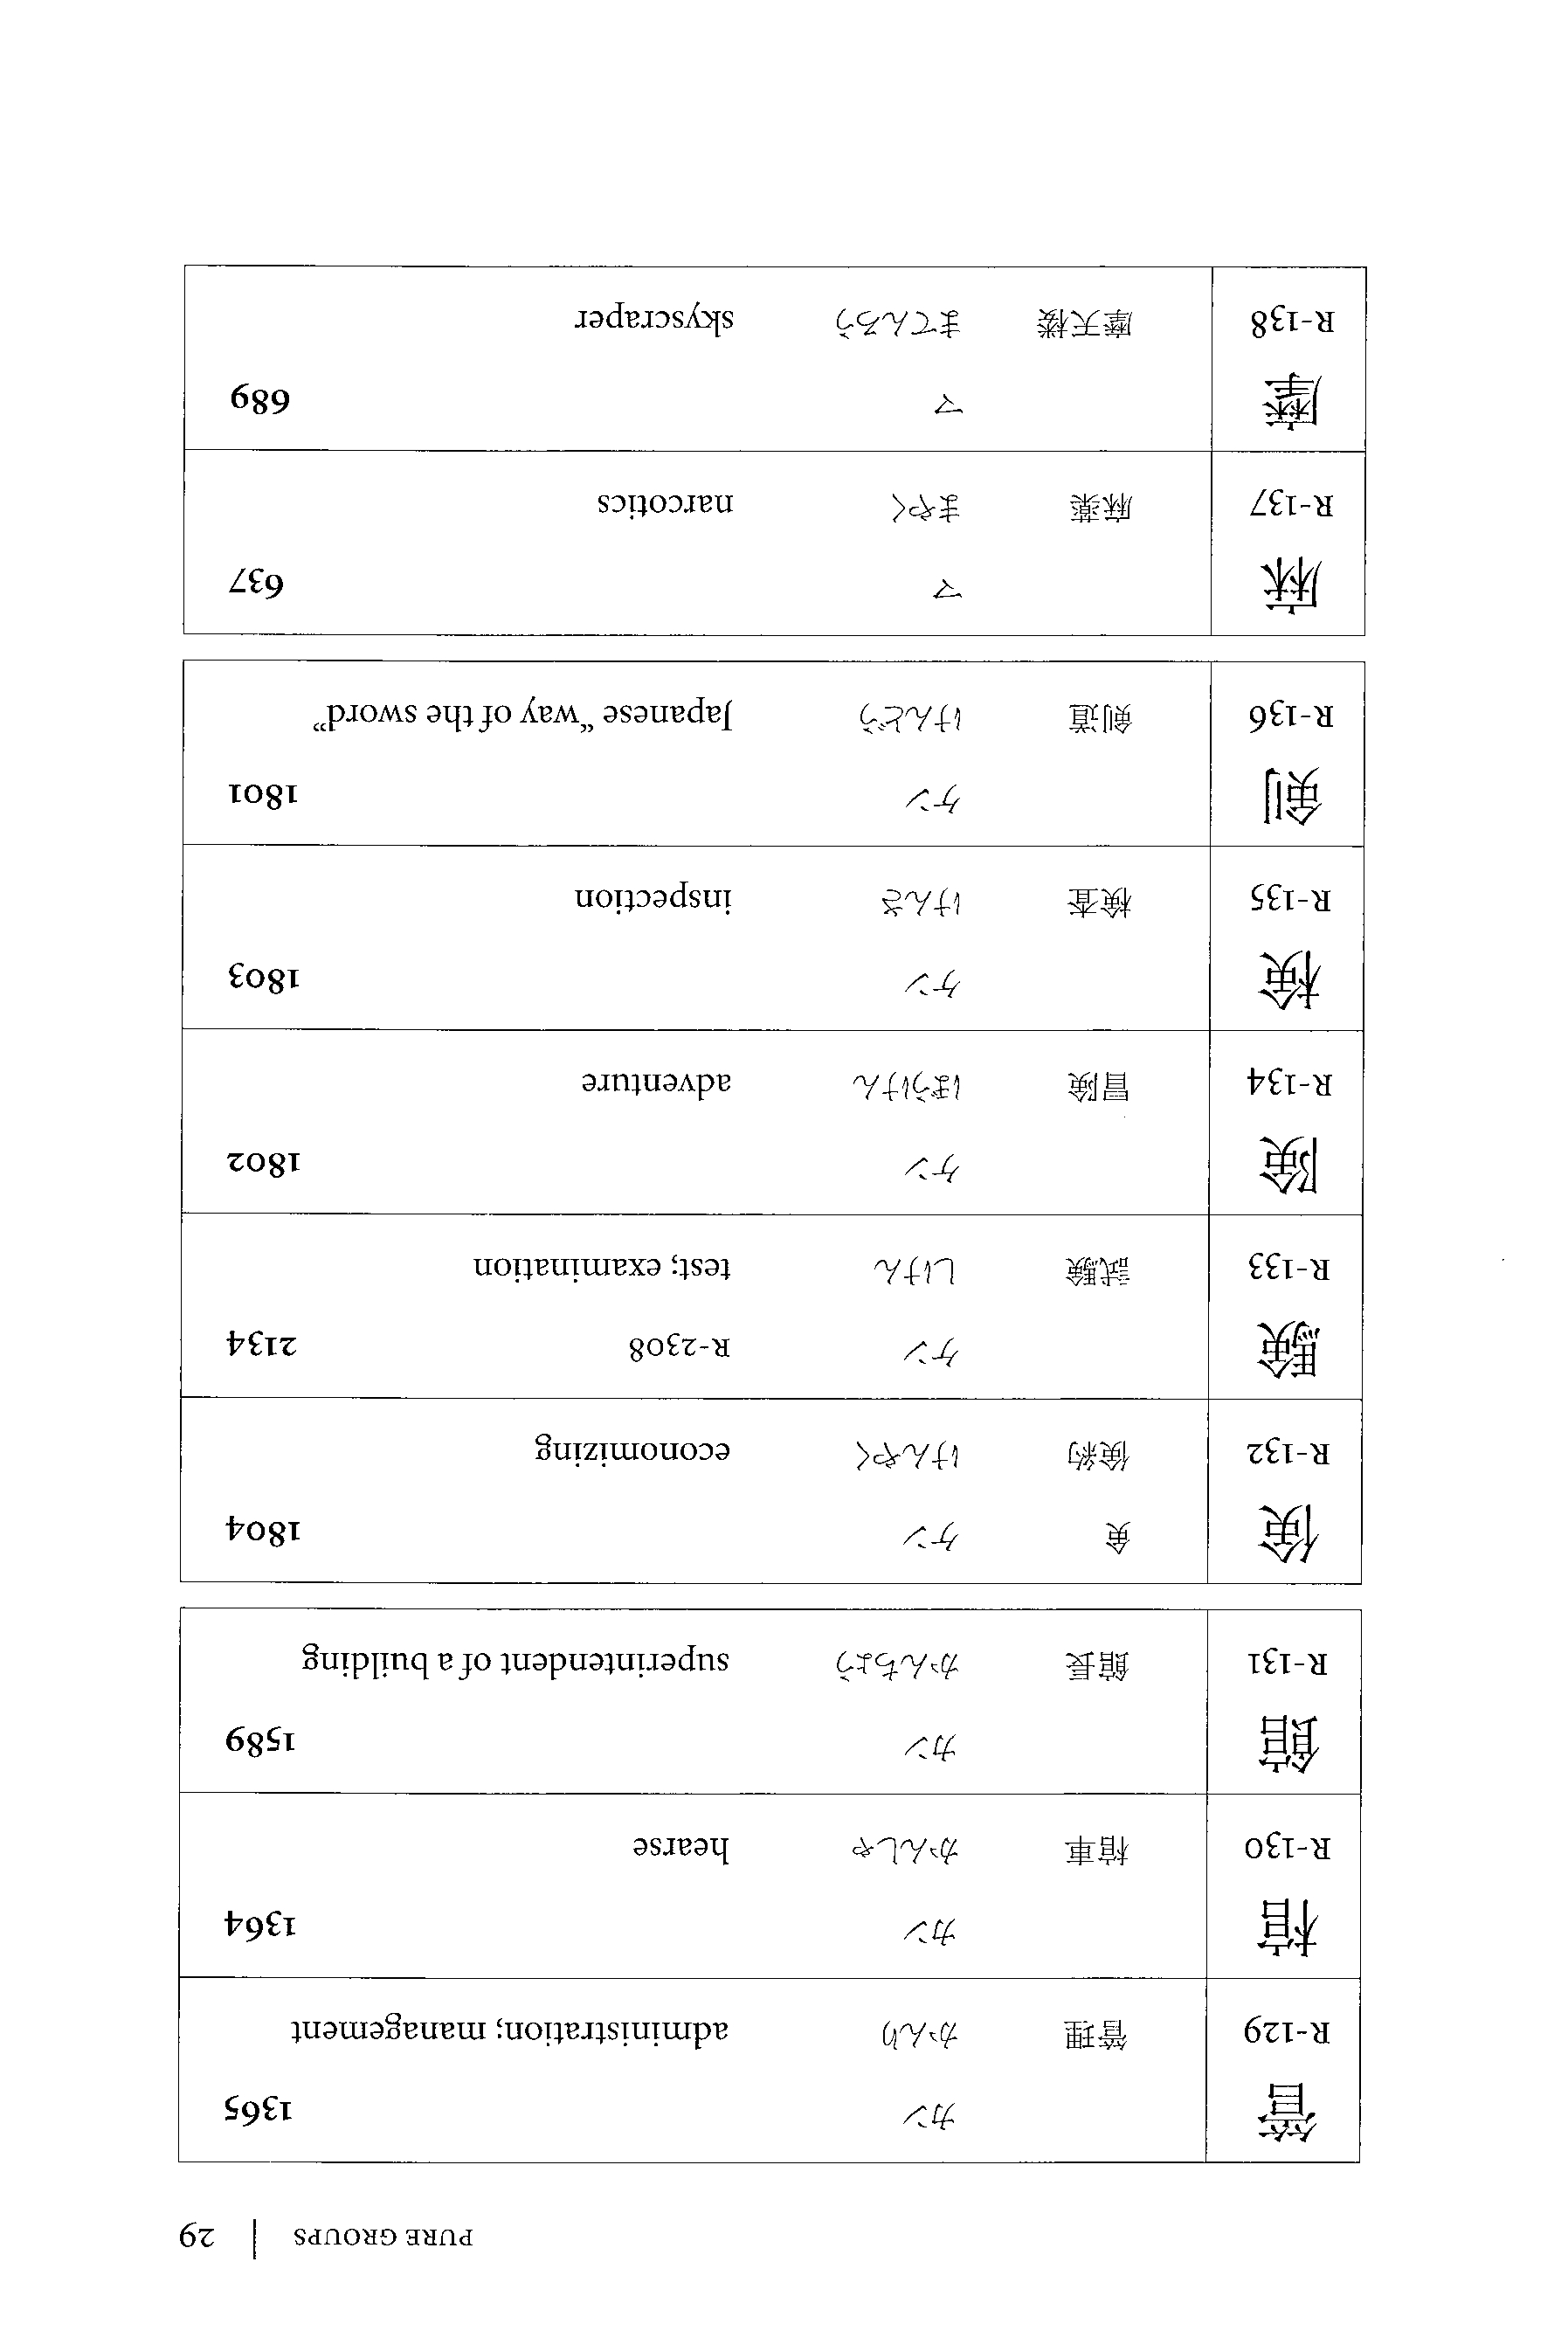 PURE GROUPS | 29
管 カン 1365
R-129 管理 かんり administration; management
棺 カン 1364
R-130 棺車 かんしゃ hearse
館 カン 1589
R-131 館長 かんちょう superintendent of a building
倹 㑒 ケン 1804
R-132 倹約 けんやく economizing
験 ケン R-2308 2134
R-133 試験 しけん test; examination
険 ケン 1802
R-134 冒険 ぼうけん adventure
検 ケン 1803
R-135 検査 けんさ inspection
剣 ケン 1801
R-136 剣道 けんどう Japanese “way of the sword”
麻 マ 637
R-137 麻薬 まやく narcotics
摩 マ 689
R-138 摩天楼 まてんろう skyscraper